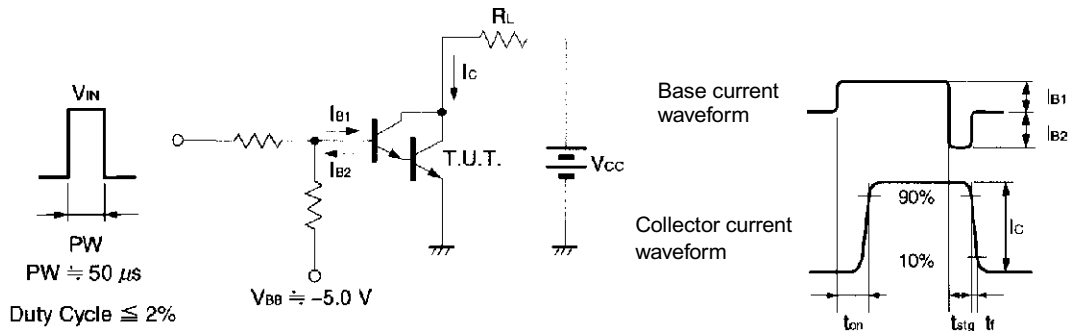 VIN
PW
PW ≒ 50 μs
Duty Cycle ≦ 2%
RL
IC
IB1
IB2
T.U.T.
VCC
VBB ≒ −5.0 V
Base current
waveform
IB1
IB2
Collector current
waveform
90%
10%
IC
ton
tstg
tf